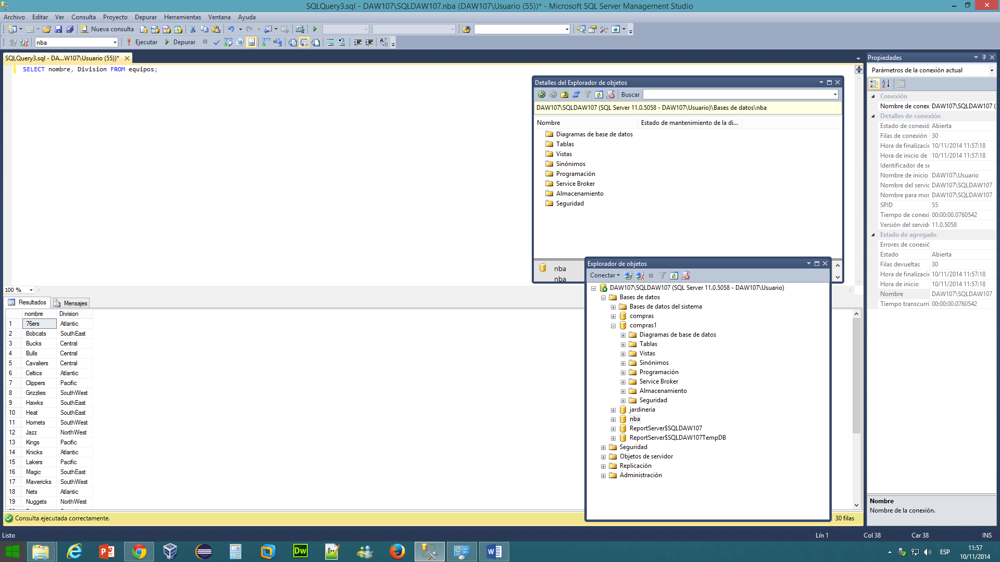 SQLQuery3.sql - DAW107\SQLDAW107.nba (DAW107\Usuario (55))* - Microsoft SQL Server Management Studio
Archivo Editar Ver Consulta Proyecto Depurar Herramientas Ventana Ayuda
Nueva consulta
nba Ejecutar Depurar
SQLQuery3.sql - DA...W107\Usuario (55))*
SELECT nombre, Division FROM equipos;
Detalles del Explorador de objetos
Buscar
DAW107\SQLDAW107 (SQL Server 11.0.5058 - DAW107\Usuario)\Bases de datos\nba
Nombre Estado de mantenimiento de la di...
Diagramas de base de datos
Tablas
Vistas
Sinónimos
Programación
Service Broker
Almacenamiento
Seguridad
nba
nba
Explorador de objetos
Conectar
DAW107\SQLDAW107 (SQL Server 11.0.5058 - DAW107\Usuario)
Bases de datos
Bases de datos del sistema
compras
compras1
Diagramas de base de datos
Tablas
Vistas
Sinónimos
Programación
Service Broker
Almacenamiento
Seguridad
jardineria
nba
ReportServer$SQLDAW107
ReportServer$SQLDAW107TempDB
Seguridad
Objetos de servidor
Replicación
Administración
100 %
Resultados Mensajes
nombre Division
1 76ers Atlantic
2 Bobcats SouthEast
3 Bucks Central
4 Bulls Central
5 Cavaliers Central
6 Celtics Atlantic
7 Clippers Pacific
8 Grizzlies SouthWest
9 Hawks SouthEast
10 Heat SouthEast
11 Hornets SouthWest
12 Jazz NorthWest
13 Kings Pacific
14 Knicks Atlantic
15 Lakers Pacific
16 Magic SouthEast
17 Mavericks SouthWest
18 Nets Atlantic
19 Nuggets NorthWest
Consulta ejecutada correctamente.
30 filas
Propiedades
Parámetros de la conexión actual
Conexión
Nombre de conex DAW107\SQLDAW107 (
Detalles de conexión
Estado de conexió Abierta
Filas de conexión 30
Hora de finalizació 10/11/2014 11:57:18
Hora de inicio de 10/11/2014 11:57:18
Identificador de se
Nombre de inicio DAW107\Usuario
Nombre del servic DAW107\SQLDAW107
Nombre para mos DAW107\SQLDAW107
SPID 55
Tiempo de conexi 00:00:00.0760542
Versión del servid 11.0.5058
Estado de agregado
Errores de conexió
Estado Abierta
Filas devueltas 30
Hora de finalizació 10/11/2014 11:57:18
Hora de inicio 10/11/2014 11:57:18
Nombre DAW107\SQLDAW107
Tiempo transcurri 00:00:00.0760542
Nombre
Nombre de la conexión.
Listo Lín 1 Col 38 Car 38 INS
Dw
ESP
11:57
10/11/2014